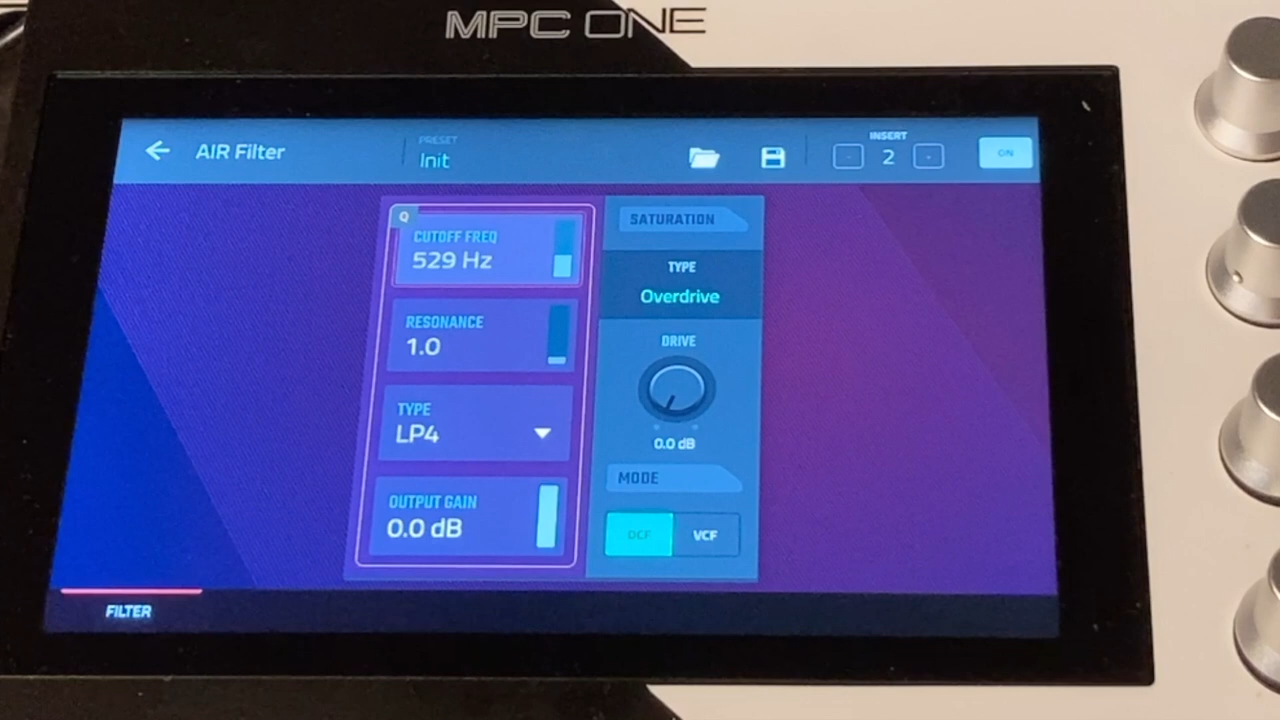 MPC ONE
AIR Filter
PRESET
Init
INSERT
- 2 -
ON
Q
CUTOFF FREQ
529 Hz
RESONANCE
1.0
TYPE
LP4
OUTPUT GAIN
0.0 dB
SATURATION
TYPE
Overdrive
DRIVE
0.0 dB
MODE
DCF VCF
FILTER